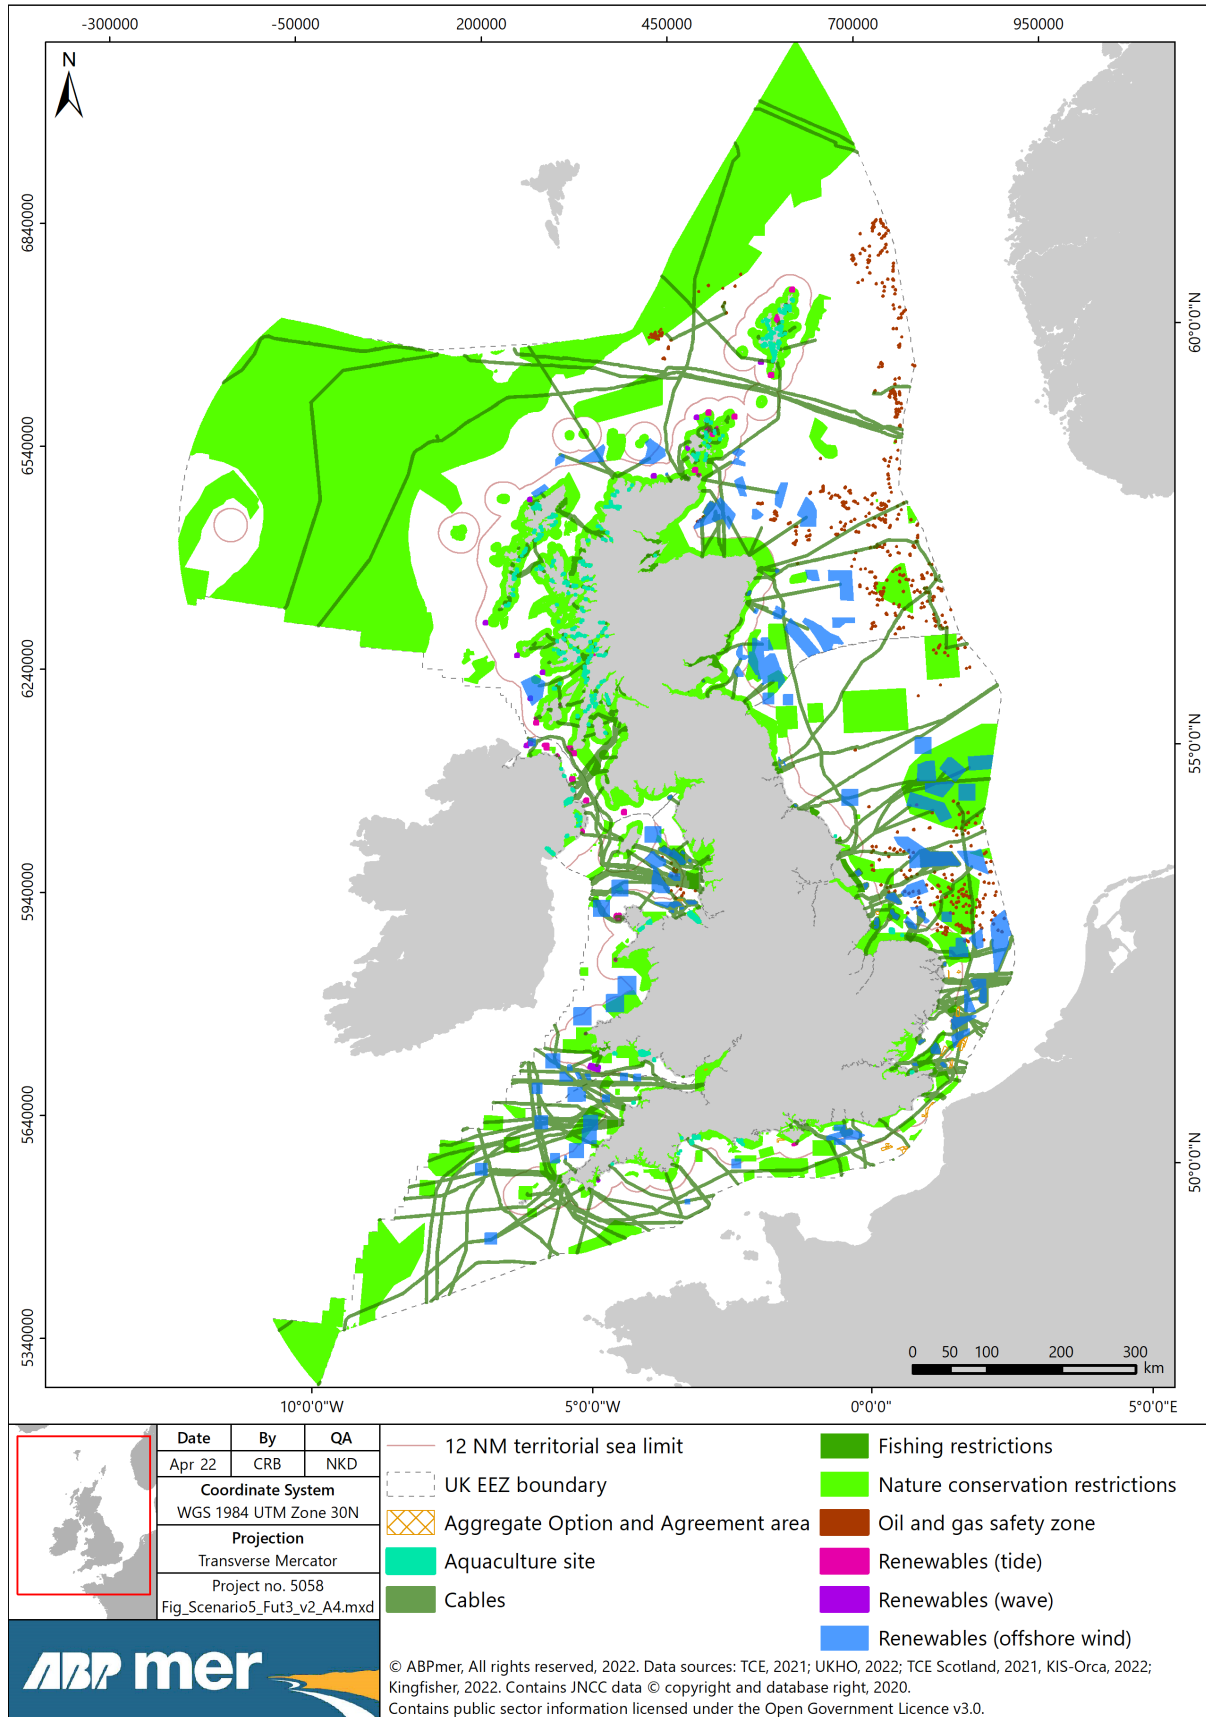 -300000 -50000 200000 450000 700000 950000
N
6840000
60°0'0"N
6540000
6240000
55°0'0"N
5940000
5640000
50°0'0"N
5340000
0 50 100 200 300
km
10°0'0"W 5°0'0"W 0°0'0" 5°0'0"E
Date By QA
Apr 22 CRB NKD
Coordinate System
WGS 1984 UTM Zone 30N
Projection
Transverse Mercator
Project no. 5058
Fig_Scenario5_Fut3_v2_A4.mxd
ABPmer
12 NM territorial sea limit
UK EEZ boundary
Aggregate Option and Agreement area
Aquaculture site
Cables
Fishing restrictions
Nature conservation restrictions
Oil and gas safety zone
Renewables (tide)
Renewables (wave)
Renewables (offshore wind)
© ABPmer, All rights reserved, 2022. Data sources: TCE, 2021; UKHO, 2022; TCE Scotland, 2021, KIS-Orca, 2022;
Kingfisher, 2022. Contains JNCC data © copyright and database right, 2020.
Contains public sector information licensed under the Open Government Licence v3.0.